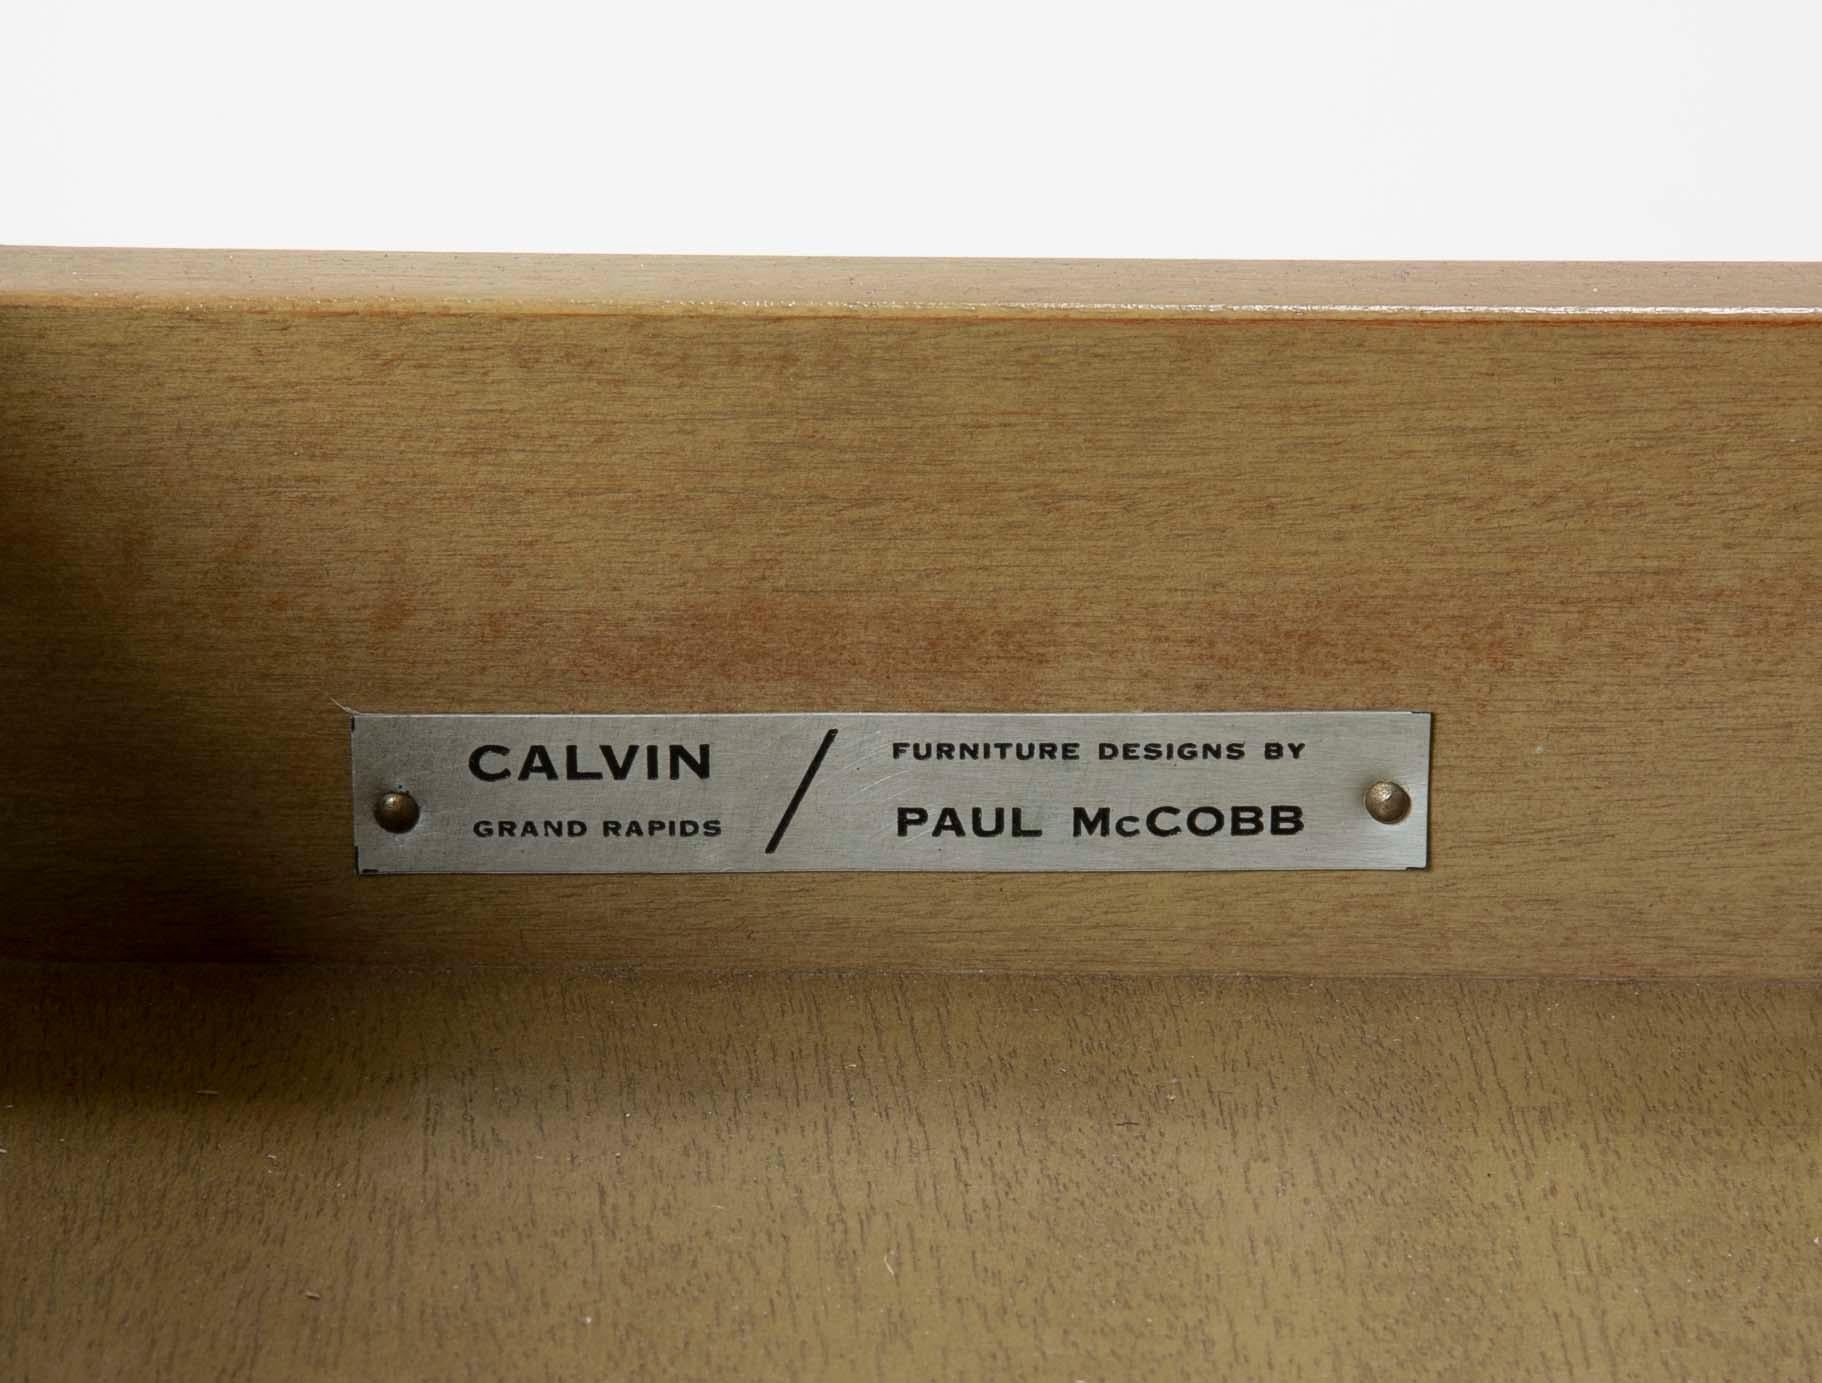 CALVIN
GRAND RAPIDS
/
FURNITURE DESIGNS BY
PAUL McCOBB